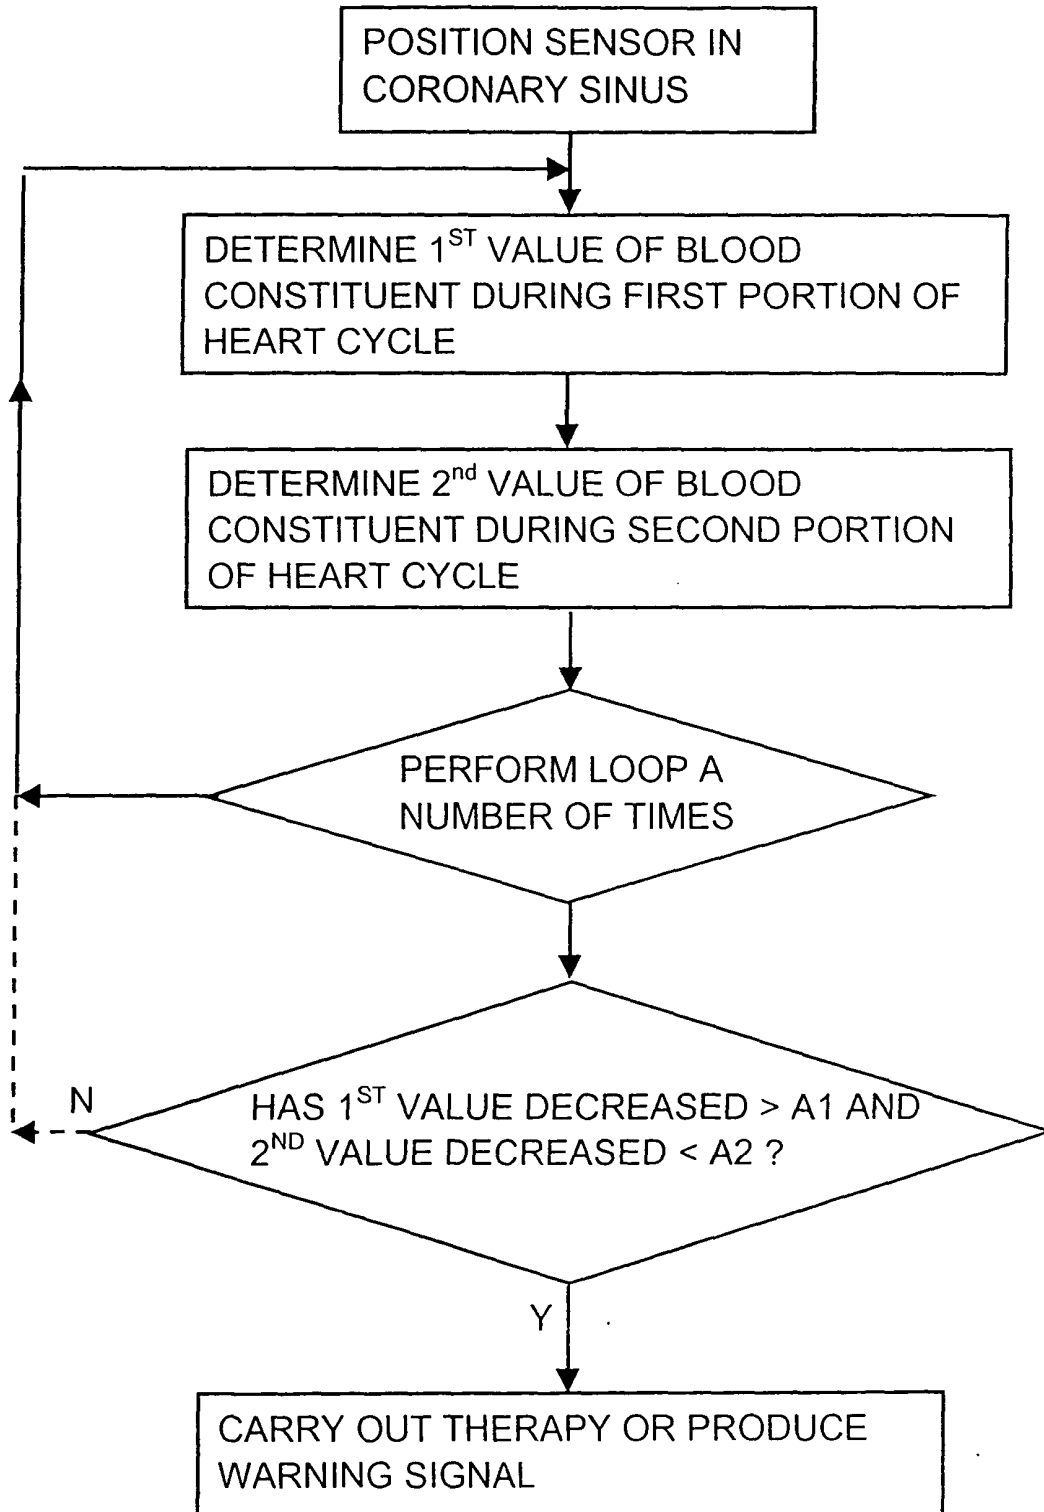 POSITION SENSOR IN
CORONARY SINUS
DETERMINE 1ST VALUE OF BLOOD
CONSTITUENT DURING FIRST PORTION OF
HEART CYCLE
DETERMINE 2nd VALUE OF BLOOD
CONSTITUENT DURING SECOND PORTION
OF HEART CYCLE
PERFORM LOOP A
NUMBER OF TIMES
N
HAS 1ST VALUE DECREASED > A1 AND
2ND VALUE DECREASED < A2 ?
Y
CARRY OUT THERAPY OR PRODUCE
WARNING SIGNAL